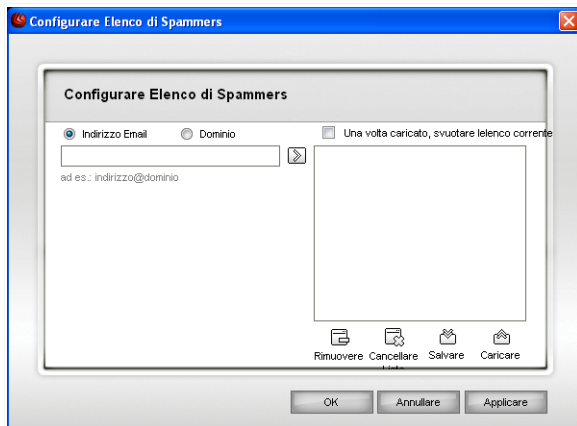 Configurare Elenco di Spammers
Configurare Elenco di Spammers
Indirizzo Email
Dominio
Una volta caricato, svuotare lelenco corrente
ad es.: indirizzo@dominio
Rimuovere
Cancellare
Lista
Salvare
Caricare
OK
Annullare
Applicare